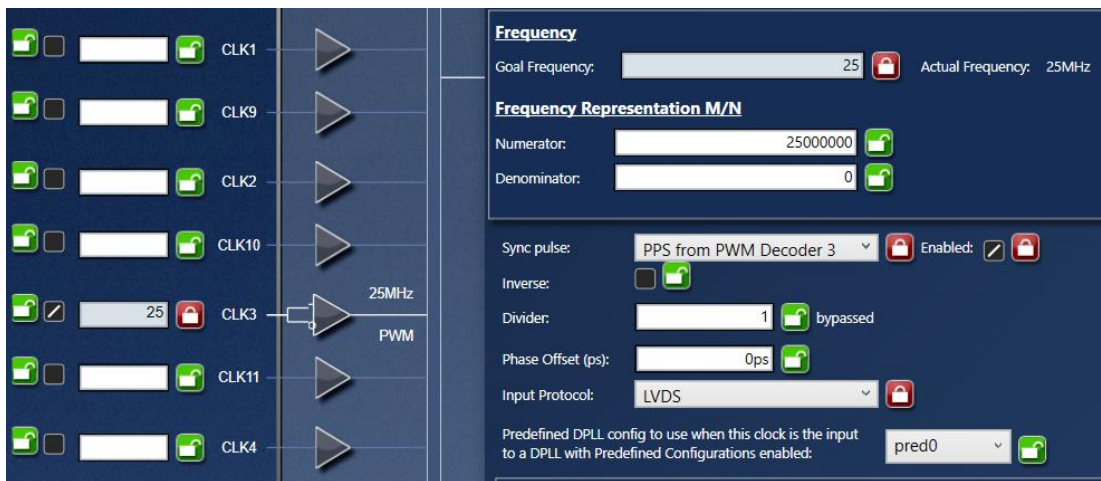 CLK1
CLK9
CLK2
CLK10
25 CLK3
25MHz
PWM
CLK11
CLK4
Frequency
Goal Frequency: 25 Actual Frequency: 25MHz
Frequency Representation M/N
Numerator: 25000000
Denominator: 0
Sync pulse: PPS from PWM Decoder 3 Enabled:
Inverse:
Divider: 1 bypassed
Phase Offset (ps): 0ps
Input Protocol: LVDS
Predefined DPLL config to use when this clock is the input
to a DPLL with Predefined Configurations enabled: pred0